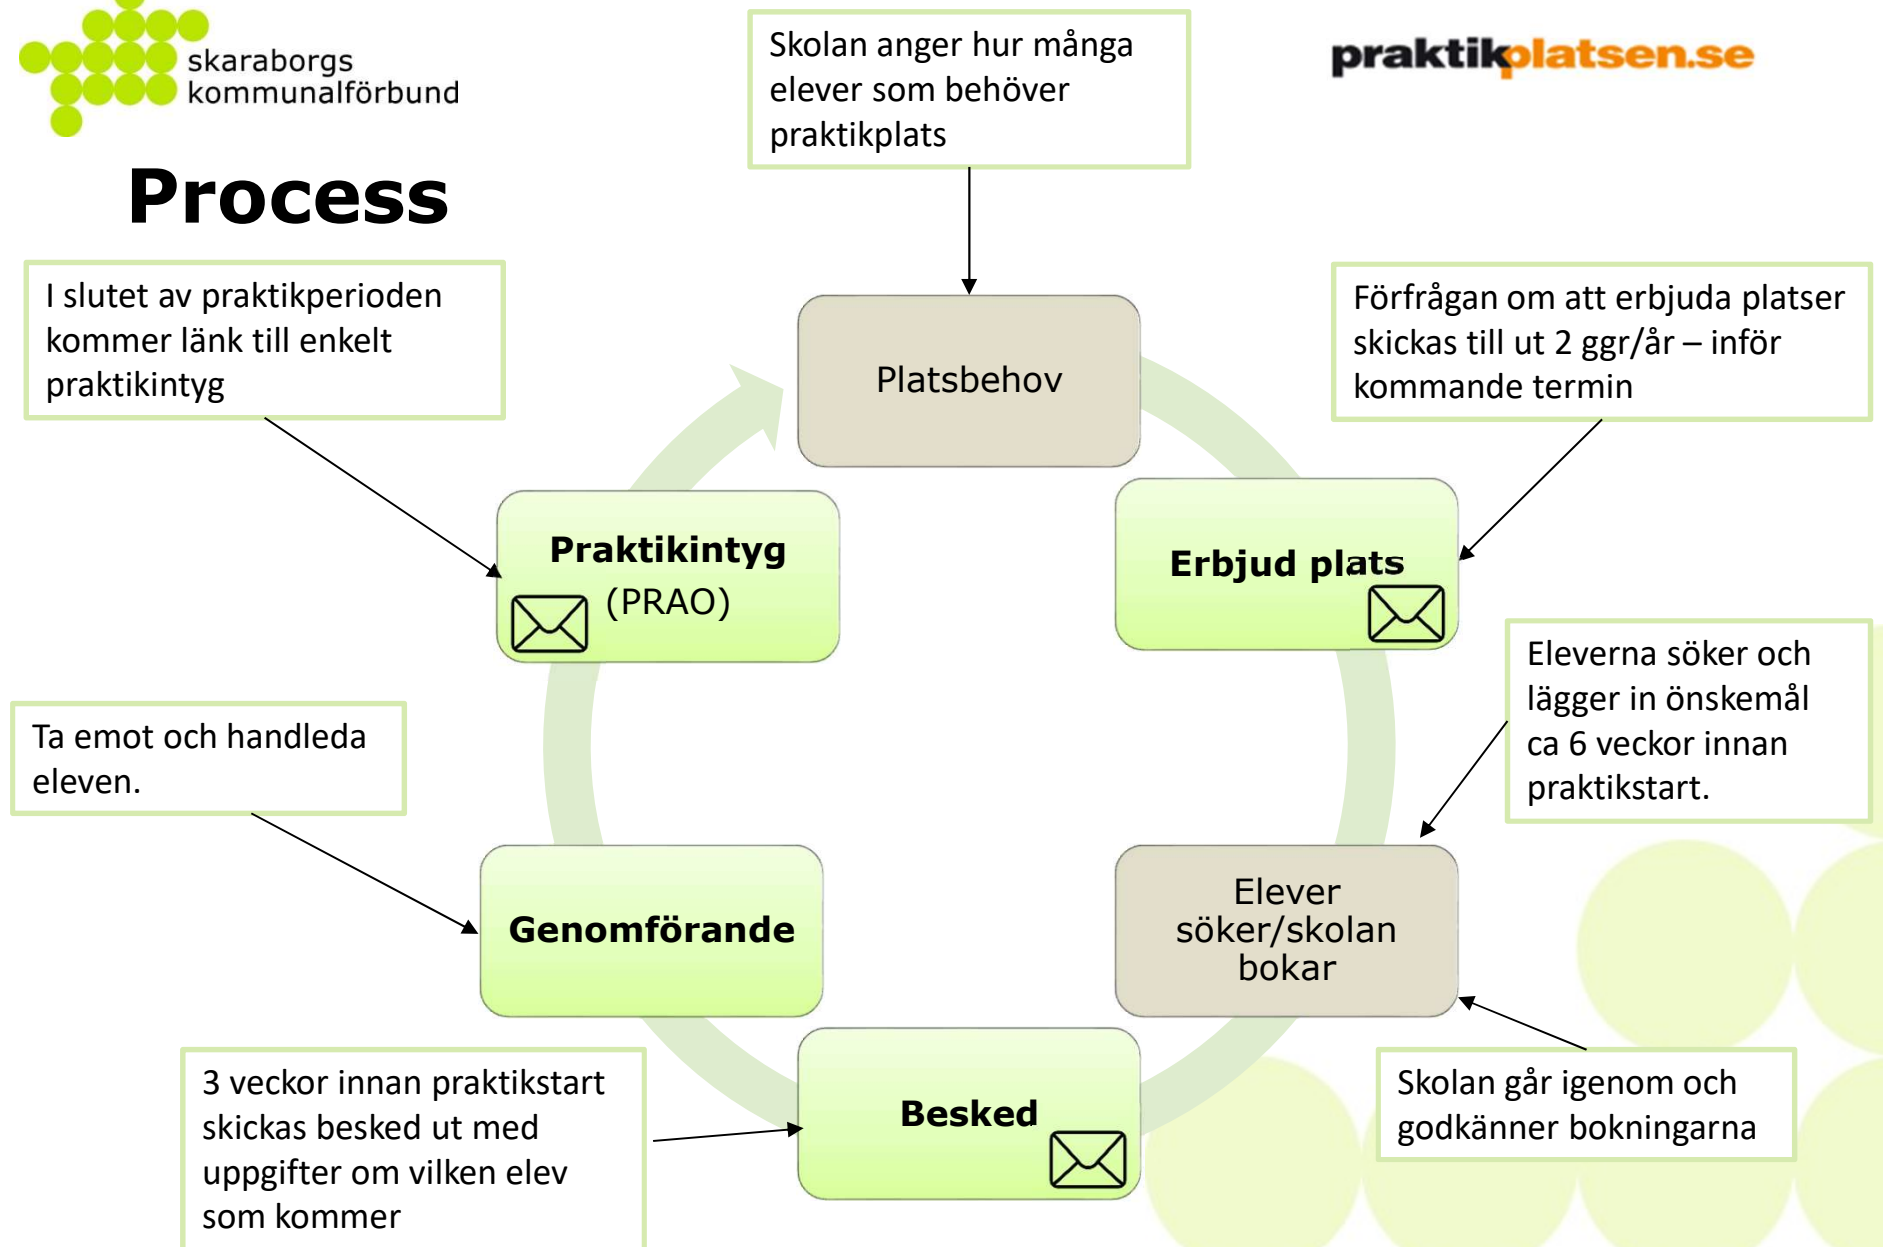 skaraborgs
kommunalförbund
Process
praktikplatsen.se
Skolan anger hur många
elever som behöver
praktikplats
Platsbehov
Förfrågan om att erbjuda platser
skickas till ut 2 ggr/år – inför
kommande termin
Erbjud plats
Eleverna söker och
lägger in önskemål
ca 6 veckor innan
praktikstart.
Elever
söker/skolan
bokar
Skolan går igenom och
godkänner bokningarna
Besked
3 veckor innan praktikstart
skickas besked ut med
uppgifter om vilken elev
som kommer
Genomförande
Ta emot och handleda
eleven.
Praktikintyg
(PRAO)
I slutet av praktikperioden
kommer länk till enkelt
praktikintyg